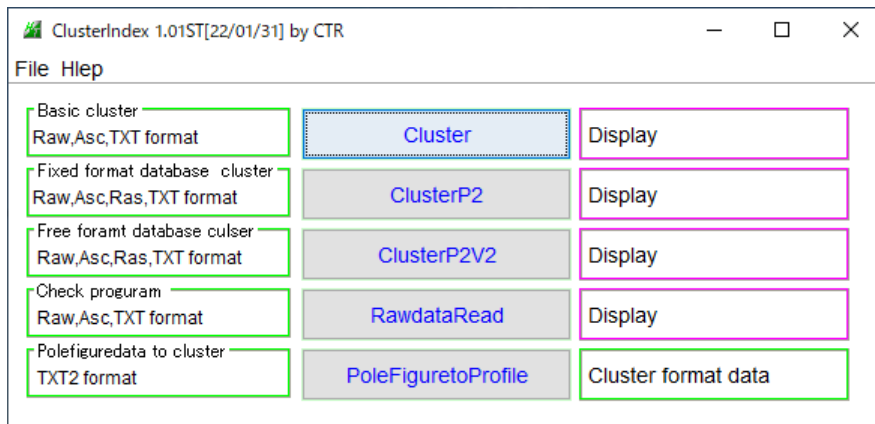 ClusterIndex 1.01ST[22/01/31] by CTR
File Hlep
Basic cluster
Raw,Asc,TXT format
Cluster
Display
Fixed format database cluster
Raw,Asc,Ras,TXT format
ClusterP2
Display
Free foramt database culser
Raw,Asc,Ras,TXT format
ClusterP2V2
Display
Check proguram
Raw,Asc,TXT format
RawdataRead
Display
Polefiguredata to cluster
TXT2 format
PoleFiguretoProfile
Cluster format data